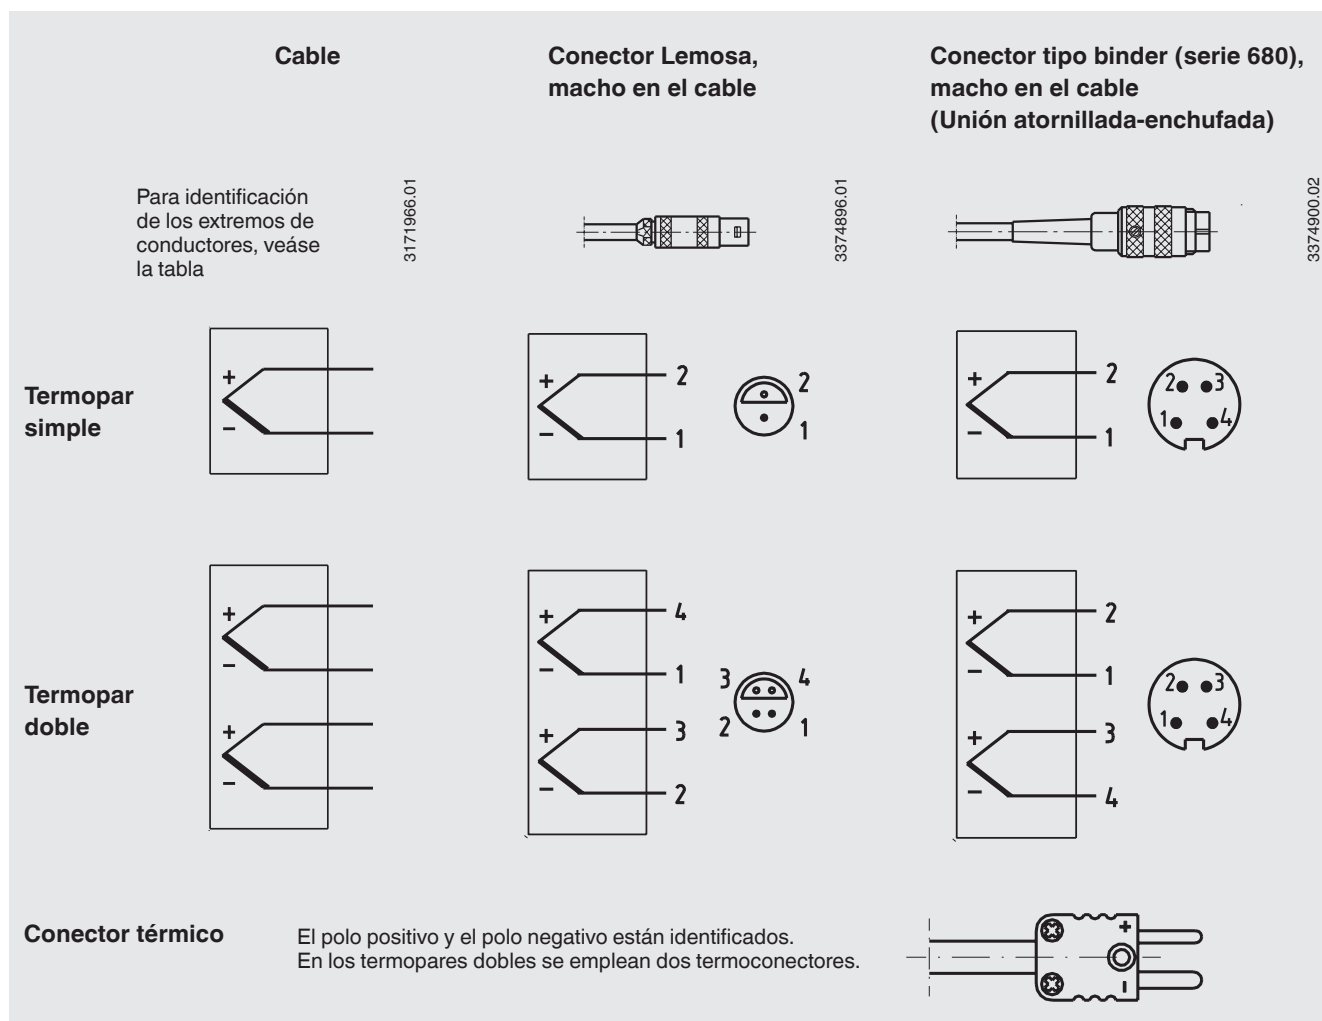 Cable
Conector Lemosa,
macho en el cable
Conector tipo binder (serie 680),
macho en el cable
(Unión atornillada-enchufada)
Para identificación
de los extremos de
conductores, veáse
la tabla
3171966.01
3374896.01
3374900.02
Termopar
simple
+
−
+
−
2
1
2
1
+
−
2
1
2
3
1
4
Termopar
doble
+
−
+
−
+
−
+
−
4
1
3
2
3
4
2
1
+
−
+
−
2
1
3
4
2
3
1
4
Conector térmico
El polo positivo y el polo negativo están identificados.
En los termopares dobles se emplean dos termoconectores.
+
−